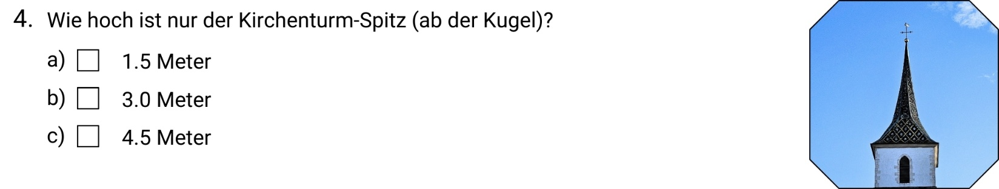 4. Wie hoch ist nur der Kirchenturm-Spitz (ab der Kugel)?
a) ☐ 1.5 Meter
b) ☐ 3.0 Meter
c) ☐ 4.5 Meter